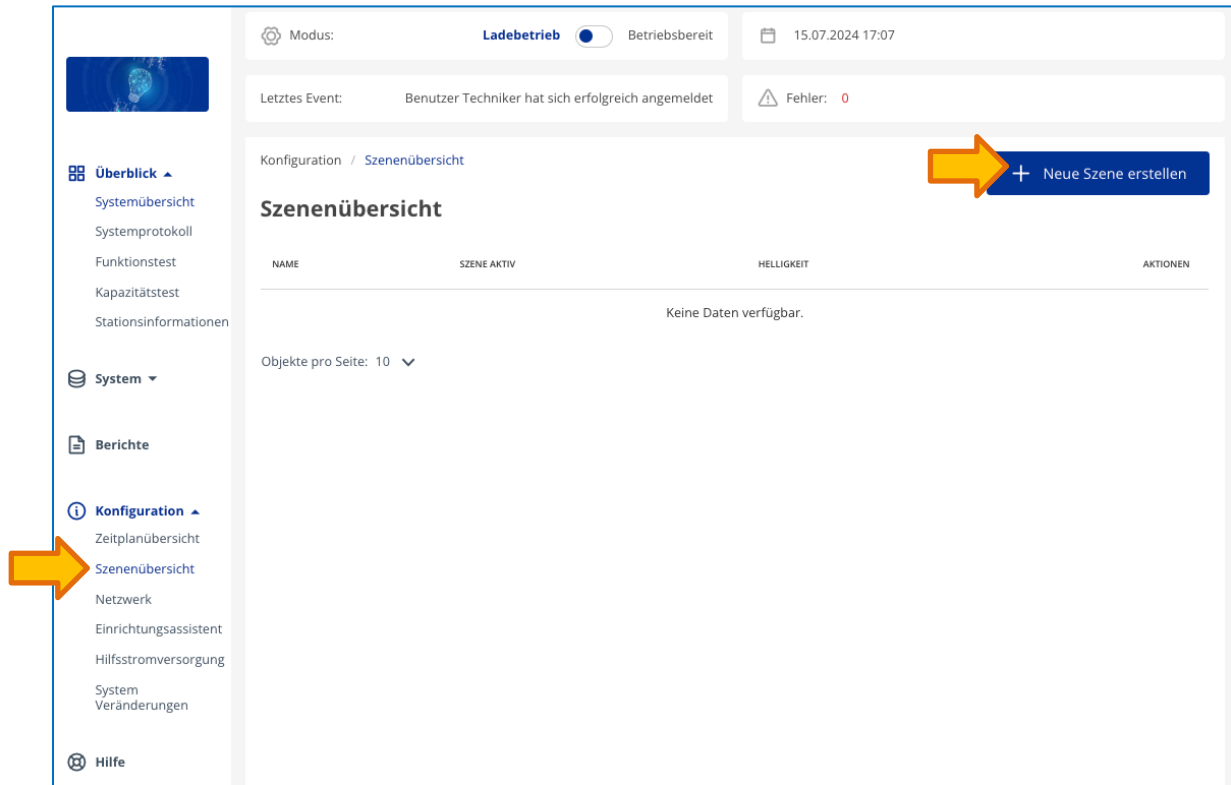 Modus: Ladebetrieb Betriebsbereit
15.07.2024 17:07
Letztes Event: Benutzer Techniker hat sich erfolgreich angemeldet
Fehler: 0
Überblick
Systemübersicht
Systemprotokoll
Funktionstest
Kapazitätstest
Stationsinformationen
System
Berichte
Konfiguration
Zeitplanübersicht
Szenenübersicht
Netzwerk
Einrichtungsassistent
Hilfsstromversorgung
System
Veränderungen
Hilfe
Konfiguration / Szenenübersicht
+ Neue Szene erstellen
Szenenübersicht
NAME SZENE AKTIV HELLIGKEIT AKTIONEN
Keine Daten verfügbar.
Objekte pro Seite: 10